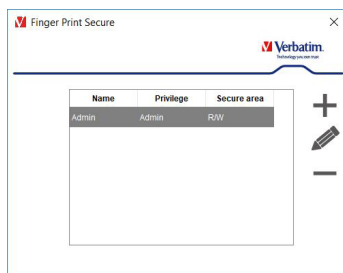 Finger Print Secure
Verbatim.
Technology you can trust
Name Privilege Secure area
Admin Admin R/W